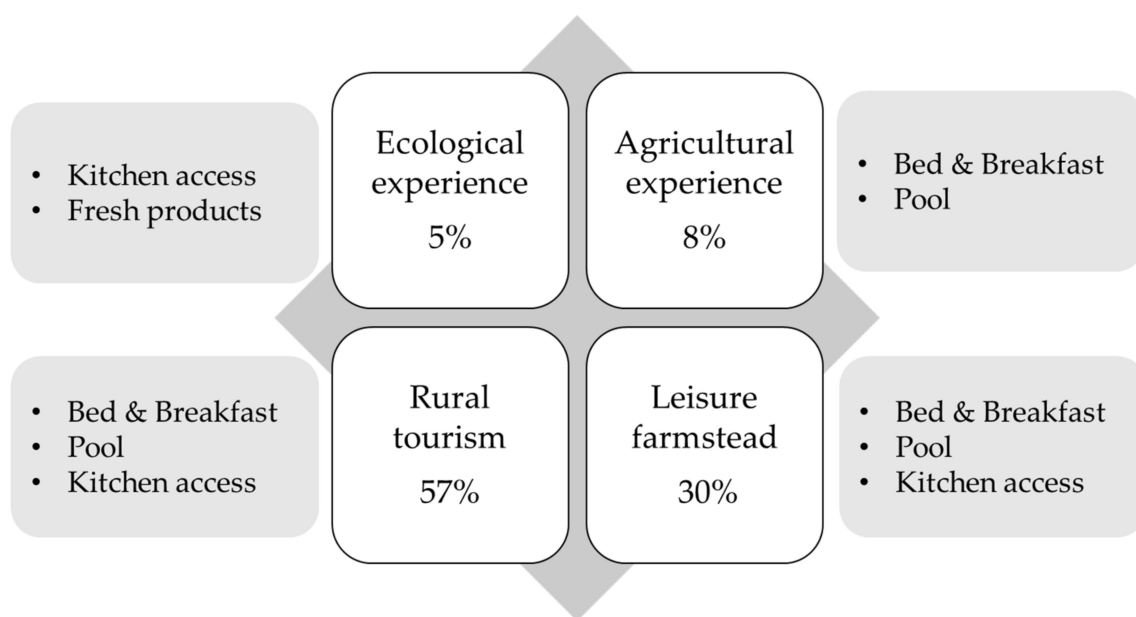 • Kitchen access
• Fresh products
Ecological
experience
5%
Agricultural
experience
8%
• Bed & Breakfast
• Pool
• Bed & Breakfast
• Pool
• Kitchen access
Rural
tourism
57%
Leisure
farmstead
30%
• Bed & Breakfast
• Pool
• Kitchen access